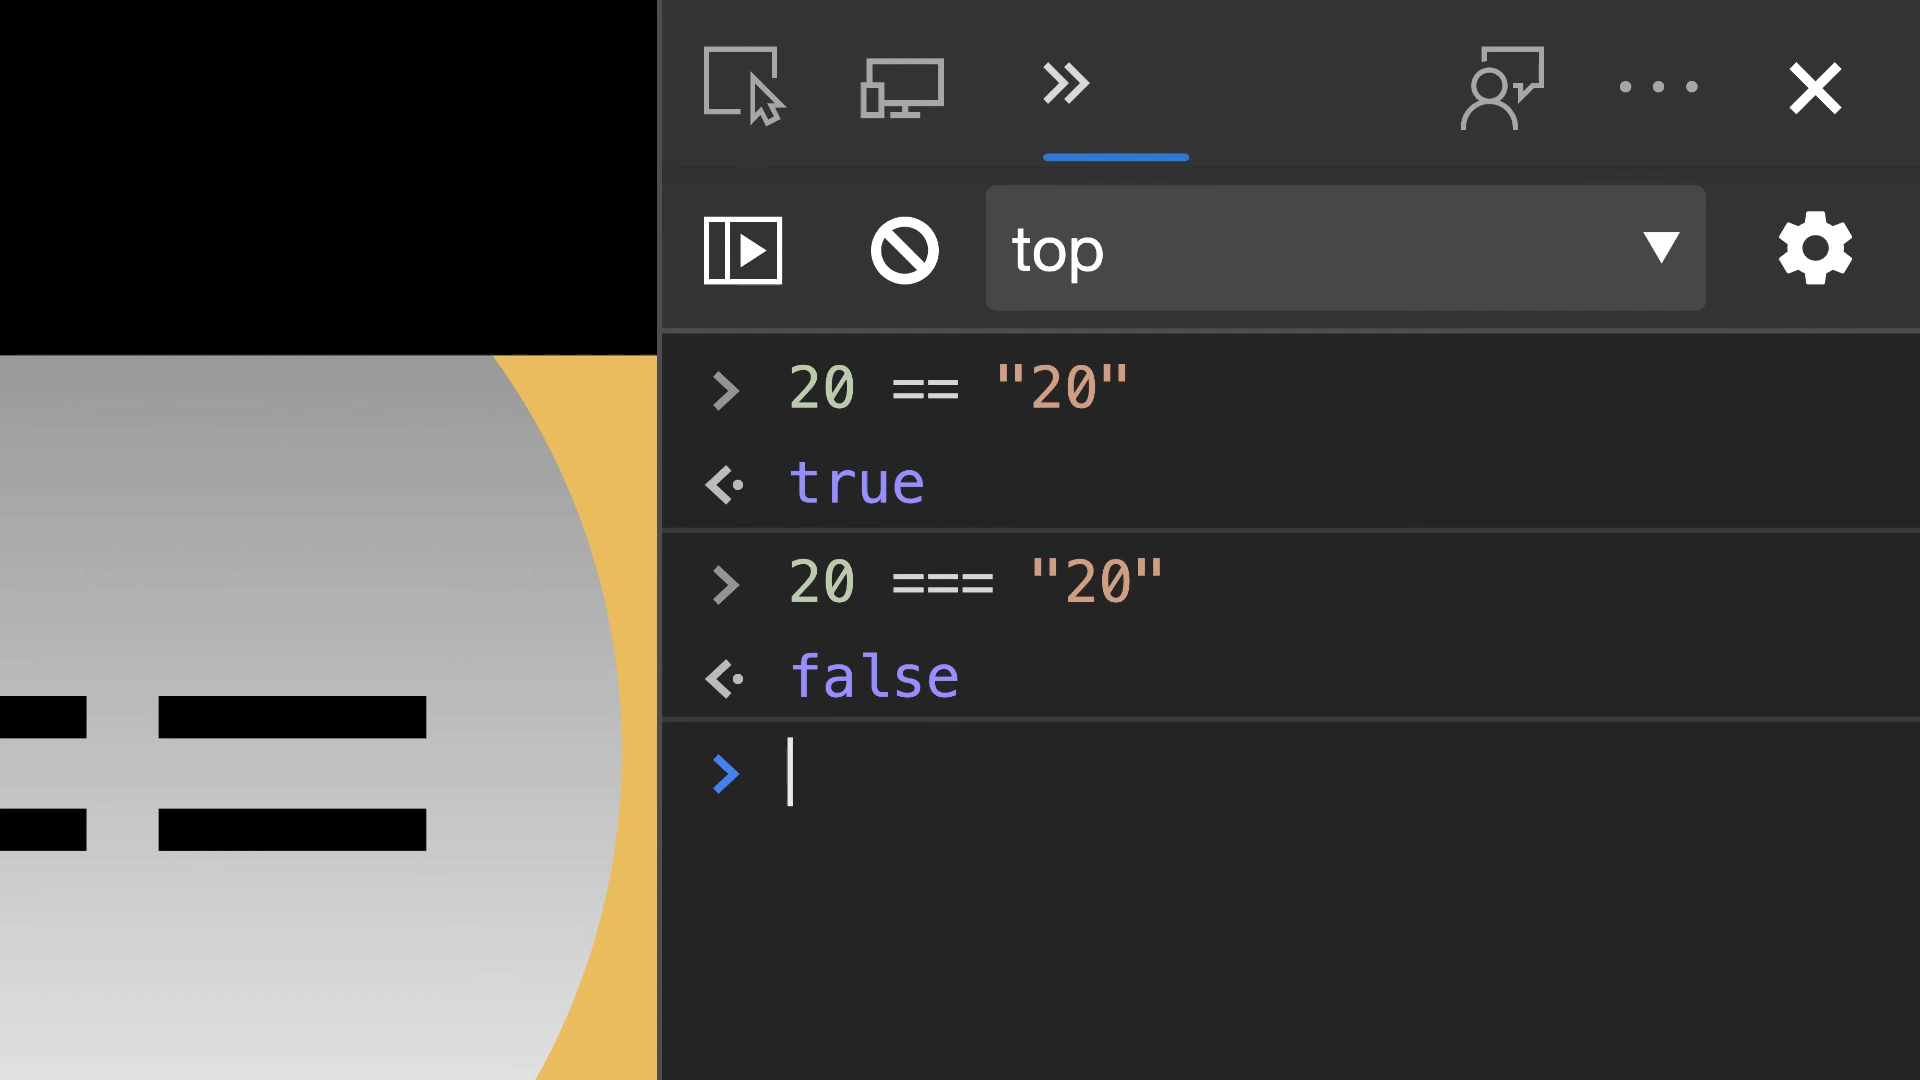 top
20 == "20"
true
20 === "20"
false